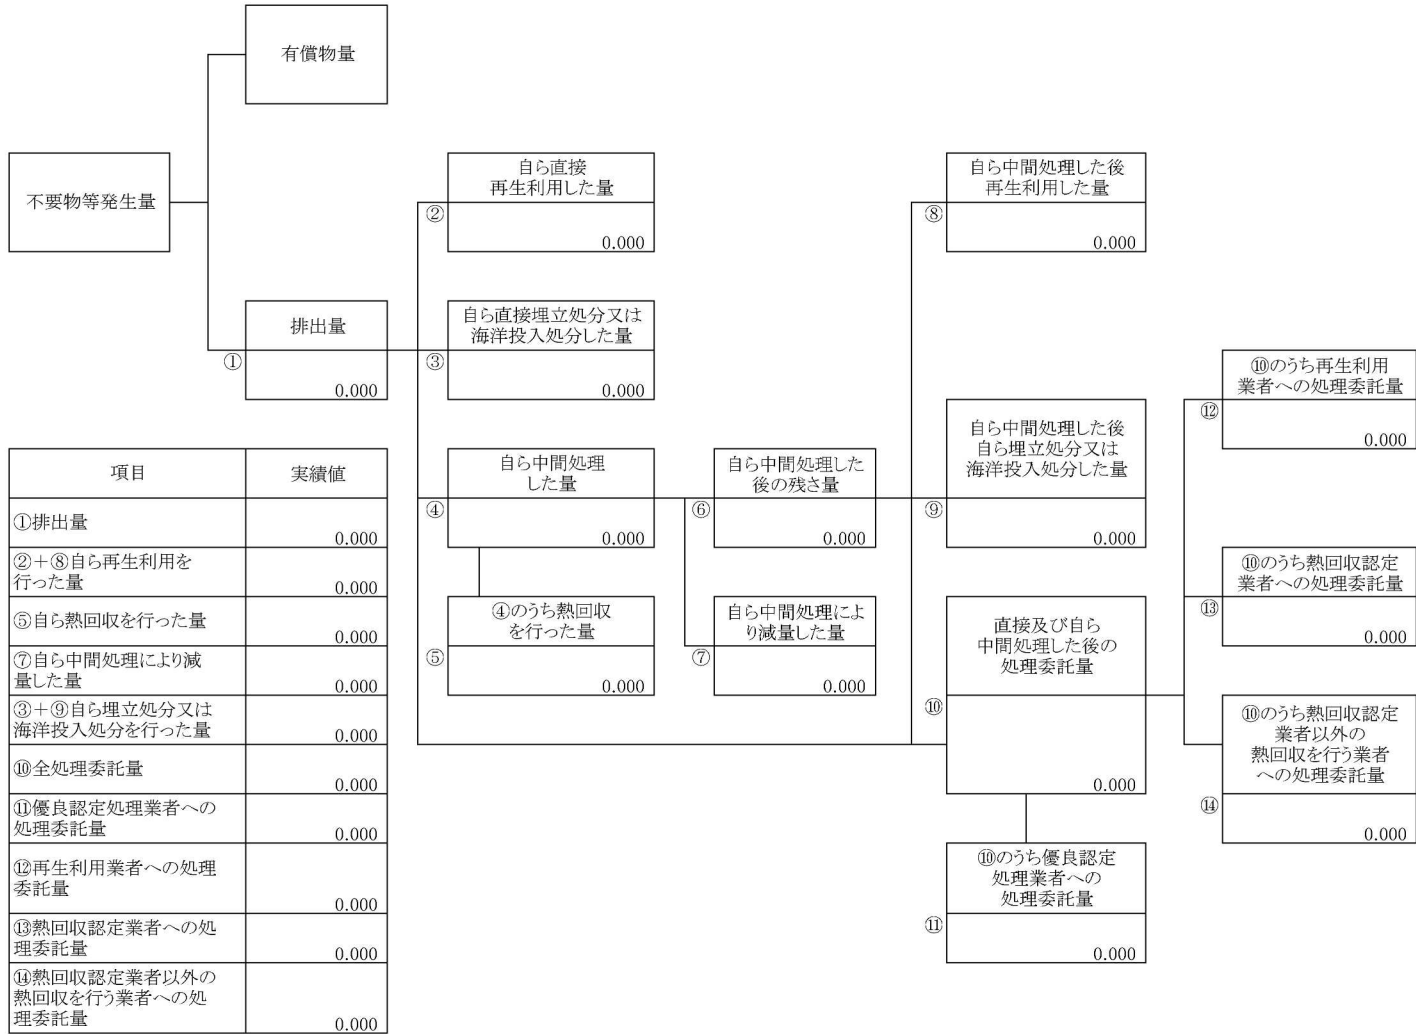 有償物量
不要物等発生量
自ら直接
再生利用した量
②
0.000
自ら中間処理した後
再生利用した量
⑧
0.000
排出量
①
0.000
自ら直接埋立処分又は
海洋投入処分した量
③
0.000
⑩のうち再生利用
業者への処理委託量
⑫
0.000
自ら中間処理した後
自ら埋立処分又は
海洋投入処分した量
⑨
0.000
自ら中間処理
した量
④
0.000
自ら中間処理した
後の残さ量
⑥
0.000
⑩のうち熱回収認定
業者への処理委託量
⑬
0.000
④のうち熱回収
を行った量
⑤
0.000
自ら中間処理によ
り減量した量
⑦
0.000
直接及び自ら
中間処理した後の
処理委託量
⑩
0.000
⑩のうち熱回収認定
業者以外の
熱回収を行う業者
への処理委託量
⑭
0.000
⑩のうち優良認定
処理業者への
処理委託量
⑪
0.000
項目 実績値
①排出量
0.000
②+⑧自ら再生利用を
行った量
0.000
⑤自ら熱回収を行った量
0.000
⑦自ら中間処理により減
量した量
0.000
③+⑨自ら埋立処分又は
海洋投入処分を行った量
0.000
⑩全処理委託量
0.000
⑪優良認定処理業者への
処理委託量
0.000
⑫再生利用業者への処理
委託量
0.000
⑬熱回収認定業者への処
理委託量
0.000
⑭熱回収認定業者以外の
熱回収を行う業者への処
理委託量
0.000